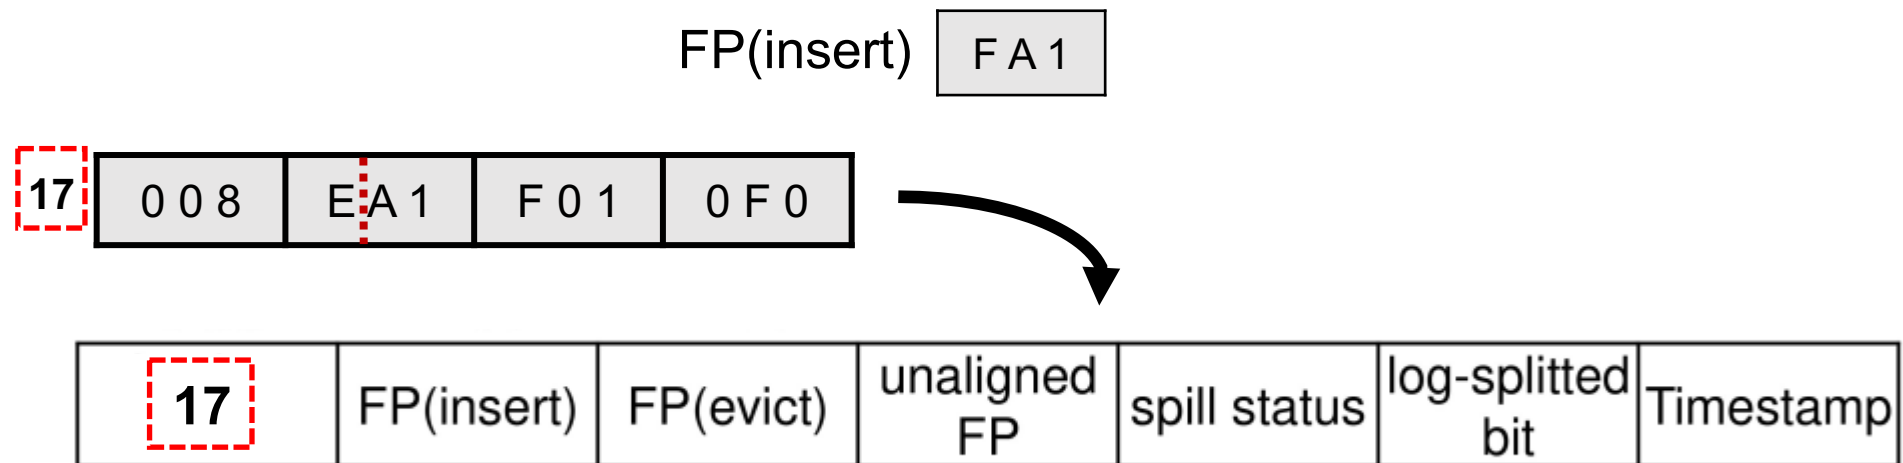 FP(insert) F A 1
17 0 0 8 E A 1 F 0 1 0 F 0
17 FP(insert) FP(evict) unaligned FP spill status log-splitted bit Timestamp